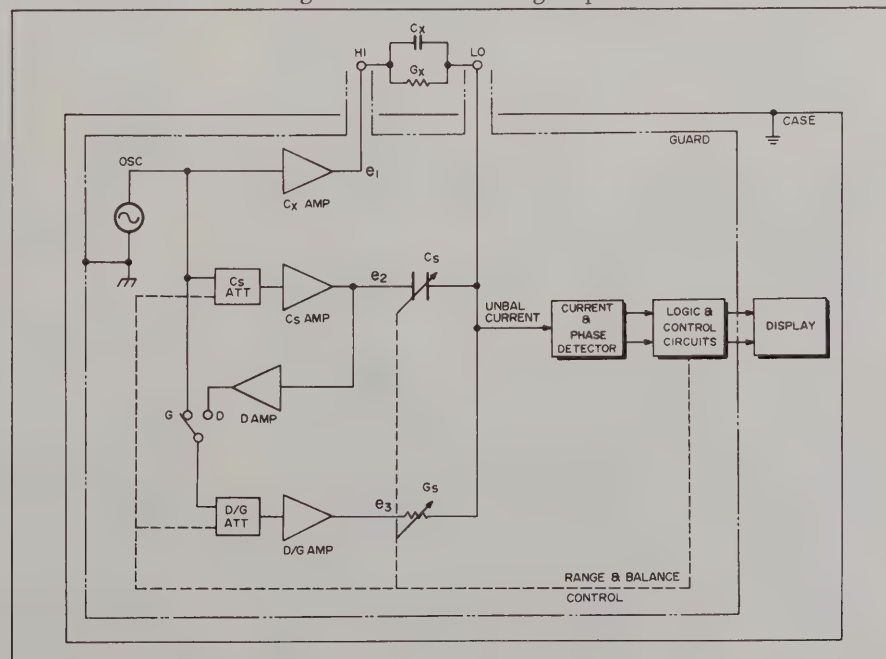 Cx
HI
LO
Gx
CASE
GUARD
OSC
e1
Cx AMP
Cs
e2
Cs
ATT
Cs AMP
UNBAL
CURRENT
CURRENT
&
PHASE
DETECTOR
LOGIC &
CONTROL
CIRCUITS
DISPLAY
G
D
D AMP
Gs
e3
D/G
ATT
D/G AMP
RANGE & BALANCE
CONTROL